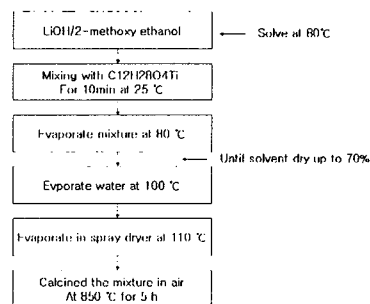 LiOH/2-methoxy ethanol
Solve at 80℃
Mixing with C12H28O4Ti
For 10min at 25 ℃
Evaporate mixture at 80 ℃
Until solvent dry up to 70%
Evporate water at 100 ℃
Evaporate in spray dryer at 110 ℃
Calcined the mixture in air
At 850 ℃ for 5 h